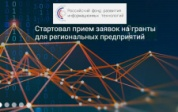 Российский фонд развития
информационных технологий
Стартовал прием заявок на гранты
для региональных предприятий